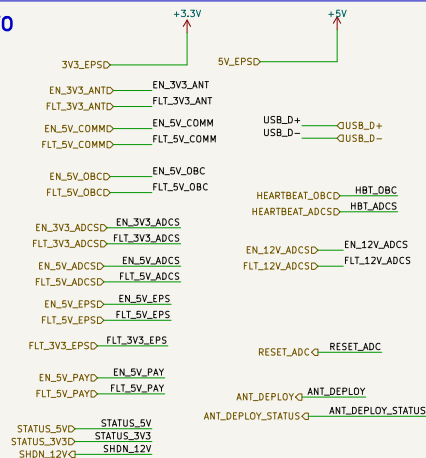 +3.3V
3V3_EPS
EN_3V3_ANT EN_3V3_ANT
FLT_3V3_ANT FLT_3V3_ANT
EN_5V_COMM EN_5V_COMM
FLT_5V_COMM FLT_5V_COMM
EN_5V_OBC EN_5V_OBC
FLT_5V_OBC FLT_5V_OBC
EN_3V3_ADCS EN_3V3_ADCS
FLT_3V3_ADCS FLT_3V3_ADCS
EN_5V_ADCS EN_5V_ADCS
FLT_5V_ADCS FLT_5V_ADCS
EN_5V_EPS EN_5V_EPS
FLT_5V_EPS FLT_5V_EPS
FLT_3V3_EPS FLT_3V3_EPS
EN_5V_PAY EN_5V_PAY
FLT_5V_PAY FLT_5V_PAY
STATUS_5V STATUS_5V
STATUS_3V3 STATUS_3V3
SHDN_12V SHDN_12V
+5V
5V_EPS
USB_D+ USB_D+
USB_D- USB_D-
HEARTBEAT_OBC HBT_OBC
HEARTBEAT_ADCS HBT_ADCS
EN_12V_ADCS EN_12V_ADCS
FLT_12V_ADCS FLT_12V_ADCS
RESET_ADC RESET_ADC
ANT_DEPLOY ANT_DEPLOY
ANT_DEPLOY_STATUS ANT_DEPLOY_STATUS